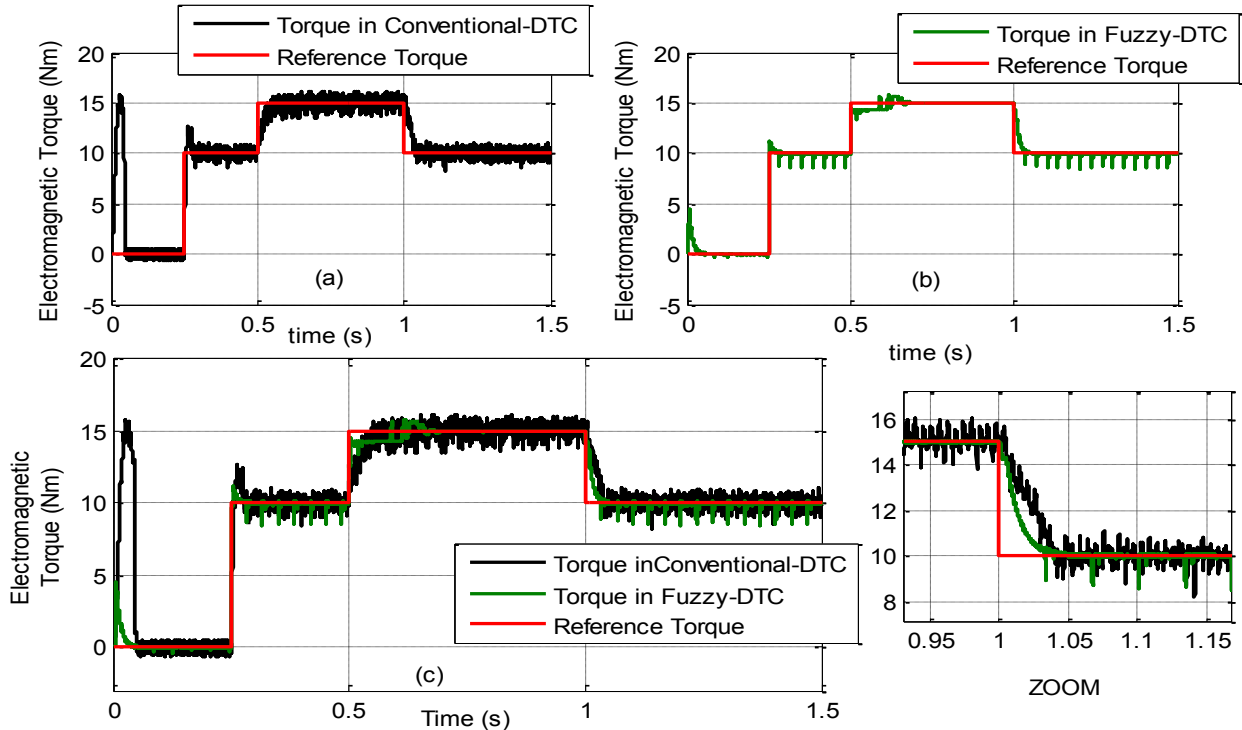 Torque in Conventional-DTC
Reference Torque
Electromagnetic Torque (Nm)
20
15
10
5
0
-5
0
0.5
1
1.5
(a)
time (s)
Torque in Fuzzy-DTC
Reference Torque
Electromagnetic Torque (Nm)
20
15
10
5
0
-5
0
0.5
1
1.5
(b)
time (s)
Electromagnetic
Torque (Nm)
20
15
10
5
0
0
0.5
1
1.5
Torque inConventional-DTC
Torque in Fuzzy-DTC
Reference Torque
(c)
Time (s)
16
14
12
10
8
0.95
1
1.05
1.1
1.15
ZOOM